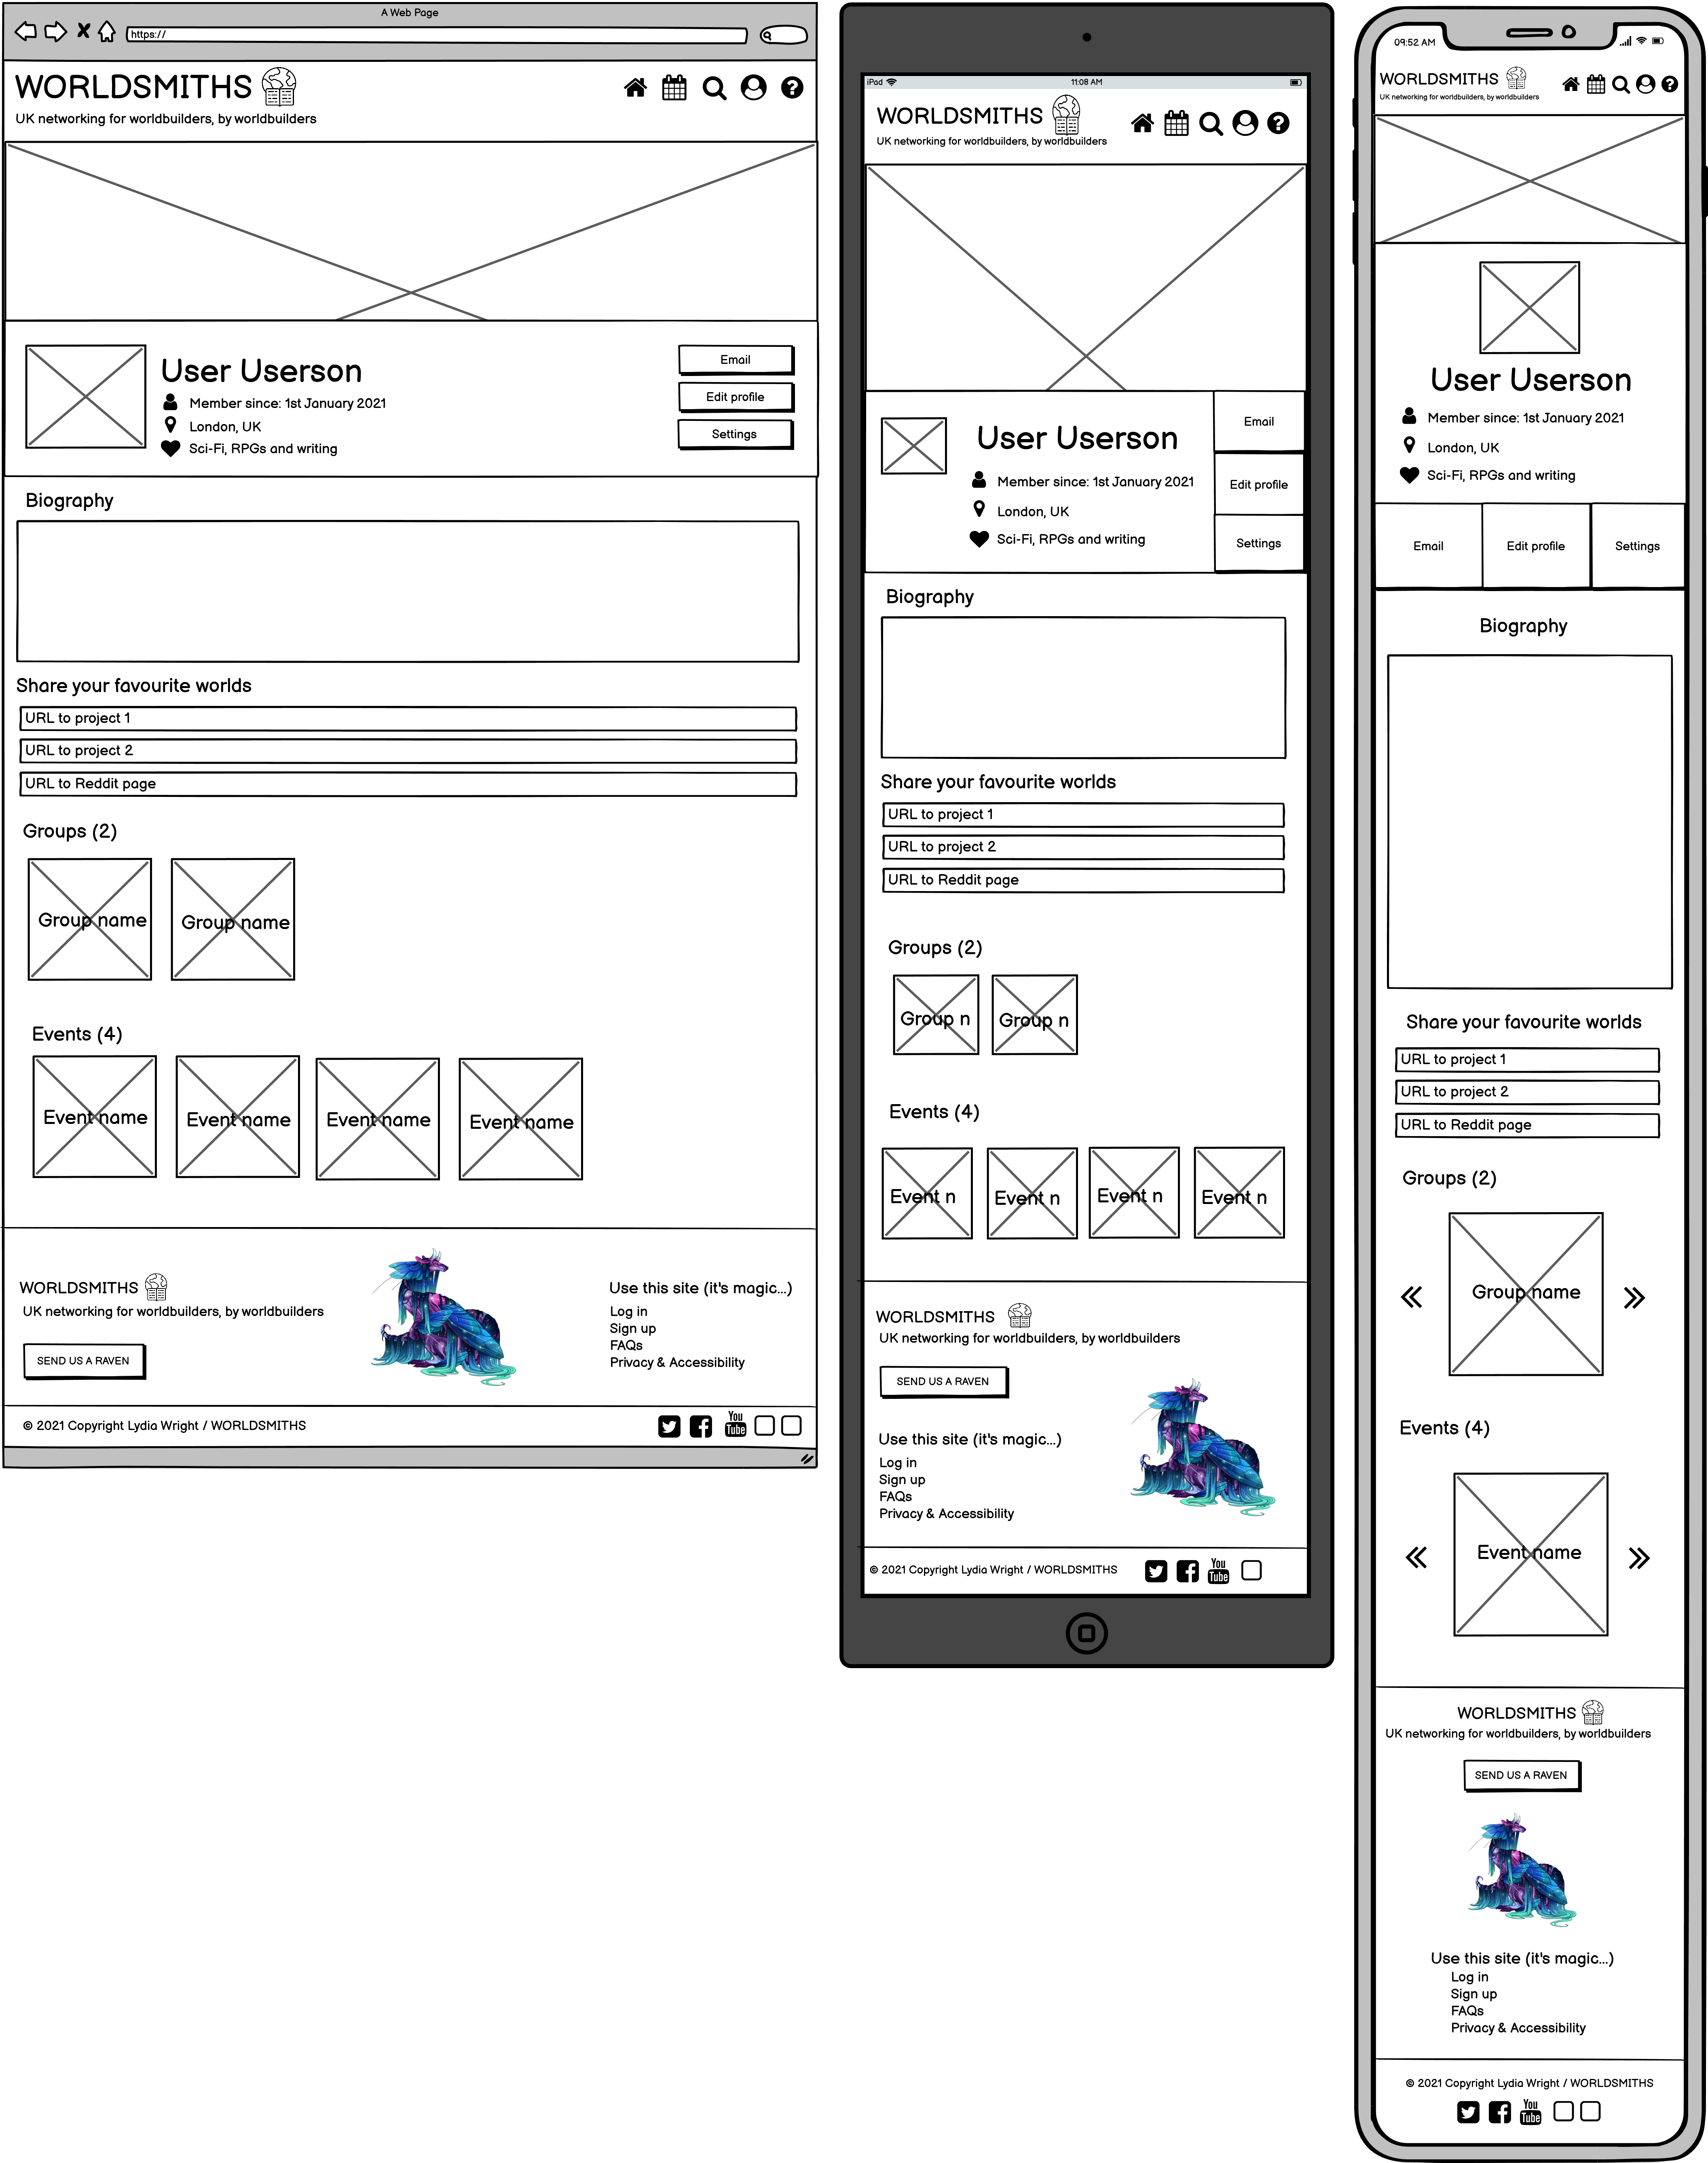 A Web Page
https://
WORLDSMITHS
UK networking for worldbuilders, by worldbuilders
User Userson
Member since: 1st January 2021
London, UK
Sci-Fi, RPGs and writing
Email
Edit profile
Settings
Biography
Share your favourite worlds
URL to project 1
URL to project 2
URL to Reddit page
Groups (2)
Group name
Group name
Events (4)
Event name
Event name
Event name
Event name
WORLDSMITHS
UK networking for worldbuilders, by worldbuilders
SEND US A RAVEN
Use this site (it's magic...)
Log in
Sign up
FAQs
Privacy & Accessibility
© 2021 Copyright Lydia Wright / WORLDSMITHS
You
Tube
iPad
11:08 AM
WORLDSMITHS
UK networking for worldbuilders, by worldbuilders
User Userson
Member since: 1st January 2021
London, UK
Sci-Fi, RPGs and writing
Email
Edit profile
Settings
Biography
Share your favourite worlds
URL to project 1
URL to project 2
URL to Reddit page
Groups (2)
Group n
Group n
Events (4)
Event n
Event n
Event n
Event n
WORLDSMITHS
UK networking for worldbuilders, by worldbuilders
SEND US A RAVEN
Use this site (it's magic...)
Log in
Sign up
FAQs
Privacy & Accessibility
© 2021 Copyright Lydia Wright / WORLDSMITHS
You
Tube
09:52 AM
WORLDSMITHS
UK networking for worldbuilders, by worldbuilders
User Userson
Member since: 1st January 2021
London, UK
Sci-Fi, RPGs and writing
Email
Edit profile
Settings
Biography
Share your favourite worlds
URL to project 1
URL to project 2
URL to Reddit page
Groups (2)
Group name
Events (4)
Event name
WORLDSMITHS
UK networking for worldbuilders, by worldbuilders
SEND US A RAVEN
Use this site (it's magic...)
Log in
Sign up
FAQs
Privacy & Accessibility
© 2021 Copyright Lydia Wright / WORLDSMITHS
You
Tube